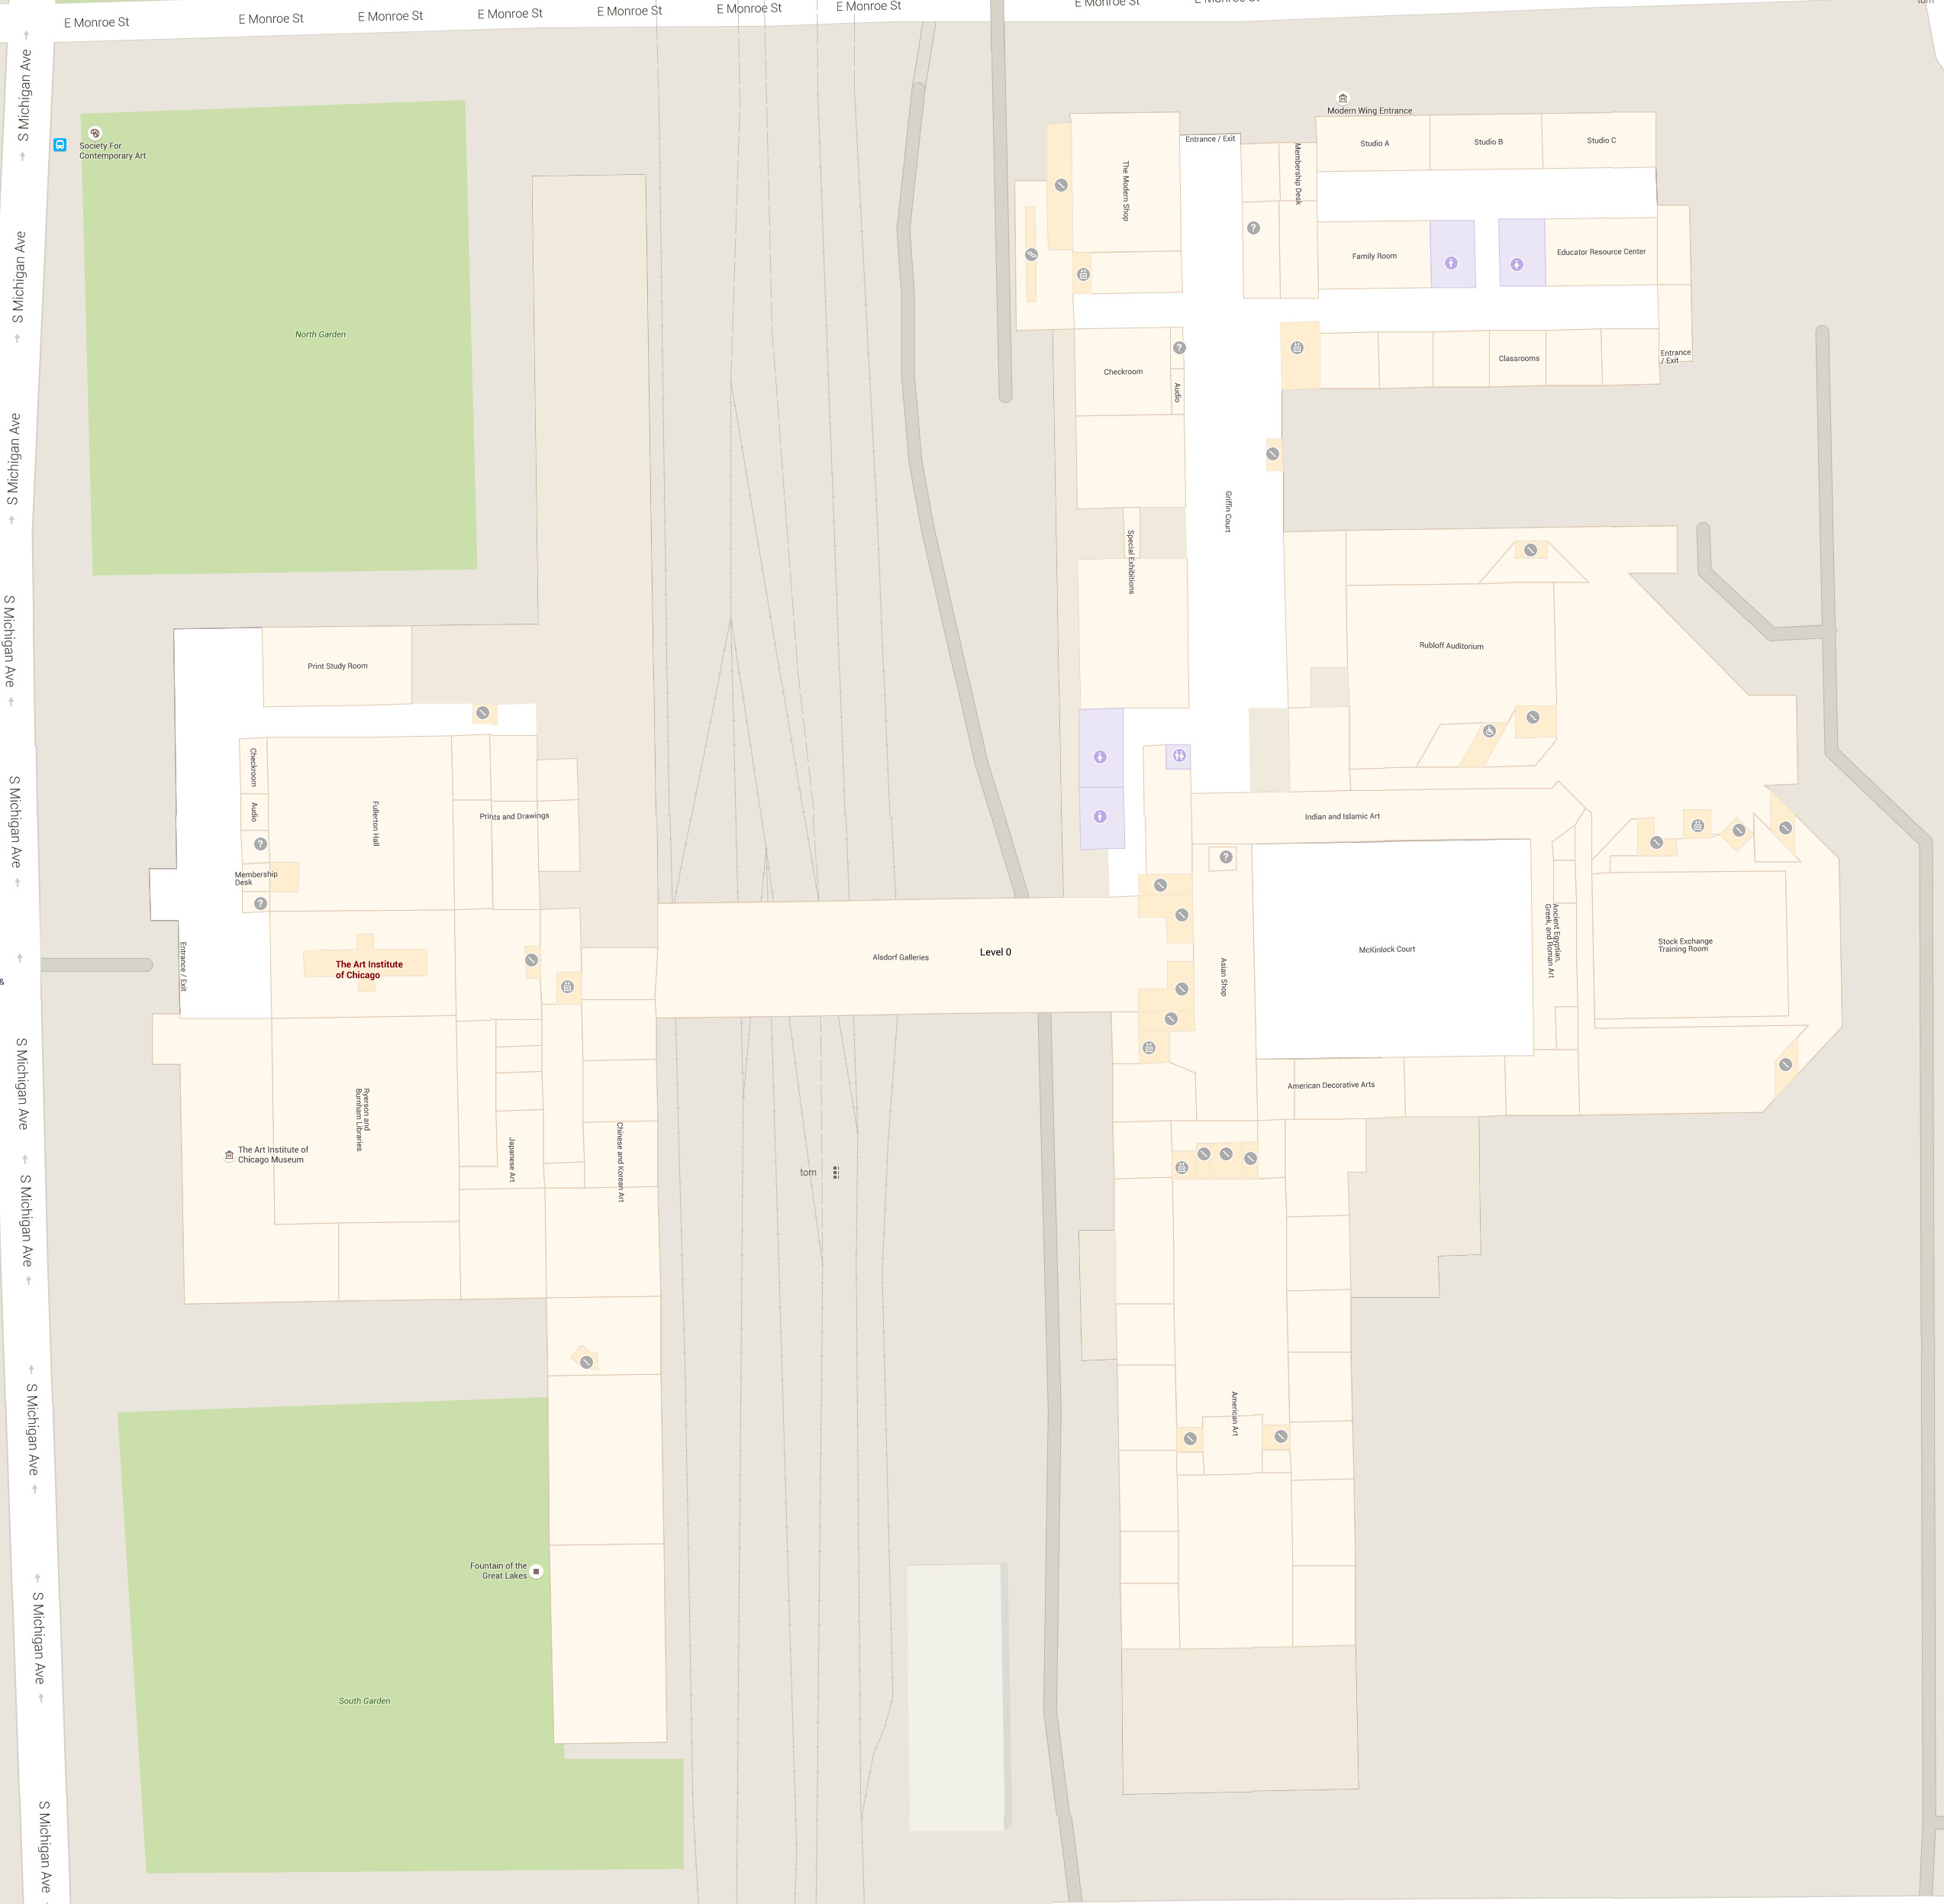 E Monroe St
E Monroe St
E Monroe St
E Monroe St
E Monroe St
E Monroe St
E Monroe St
E Monroe St
E Monroe St
tom
S Michigan Ave
S Michigan Ave
S Michigan Ave
S Michigan Ave
S Michigan Ave
S Michigan Ave
S Michigan Ave
S Michigan Ave
S Michigan Ave
S Michigan Ave
Society For
Contemporary Art
North Garden
Modern Wing Entrance
Entrance / Exit
The Modern Shop
Membership Desk
Studio A
Studio B
Studio C
Family Room
Educator Resource Center
Checkroom
Audio
Classrooms
Entrance
/ Exit
Griffin Court
Special Exhibitions
Rubloff Auditorium
Print Study Room
Checkroom
Audio
Fullerton Hall
Prints and Drawings
Membership
Desk
Entrance / Exit
The Art Institute
of Chicago
Indian and Islamic Art
Alsdorf Galleries
Level 0
Asian Shop
McKinlock Court
Ancient Egyptian,
Greek, and Roman Art
Stock Exchange
Training Room
American Decorative Arts
Ryerson and
Burnham Libraries
The Art Institute of
Chicago Museum
Japanese Art
Chinese and Korean Art
tom
American Art
Fountain of the
Great Lakes
South Garden
&